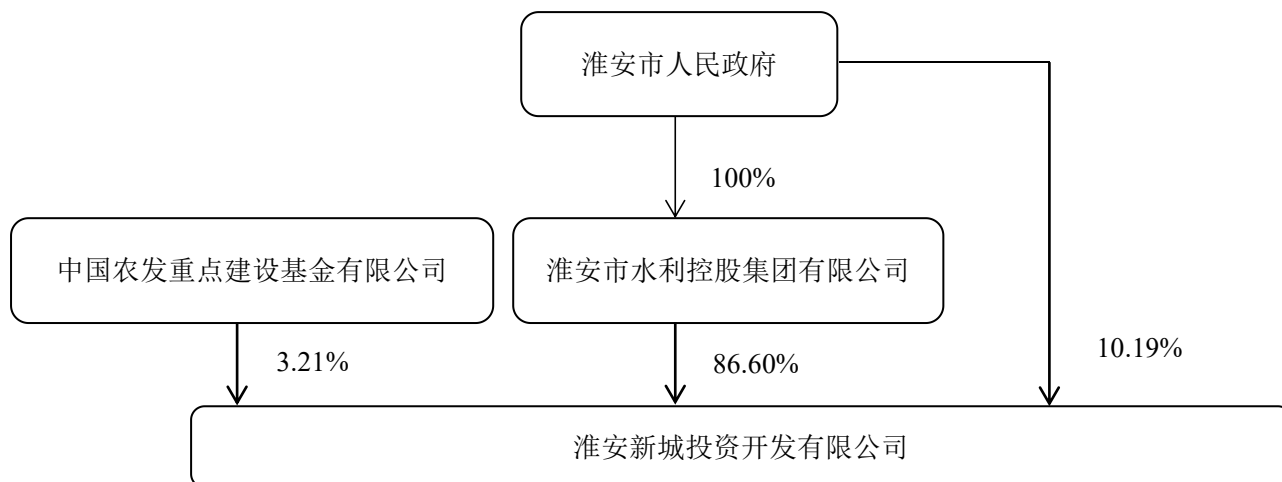 淮安市人民政府
100%
中国农发重点建设基金有限公司
淮安市水利控股集团有限公司
3.21%
86.60%
10.19%
淮安新城投资开发有限公司